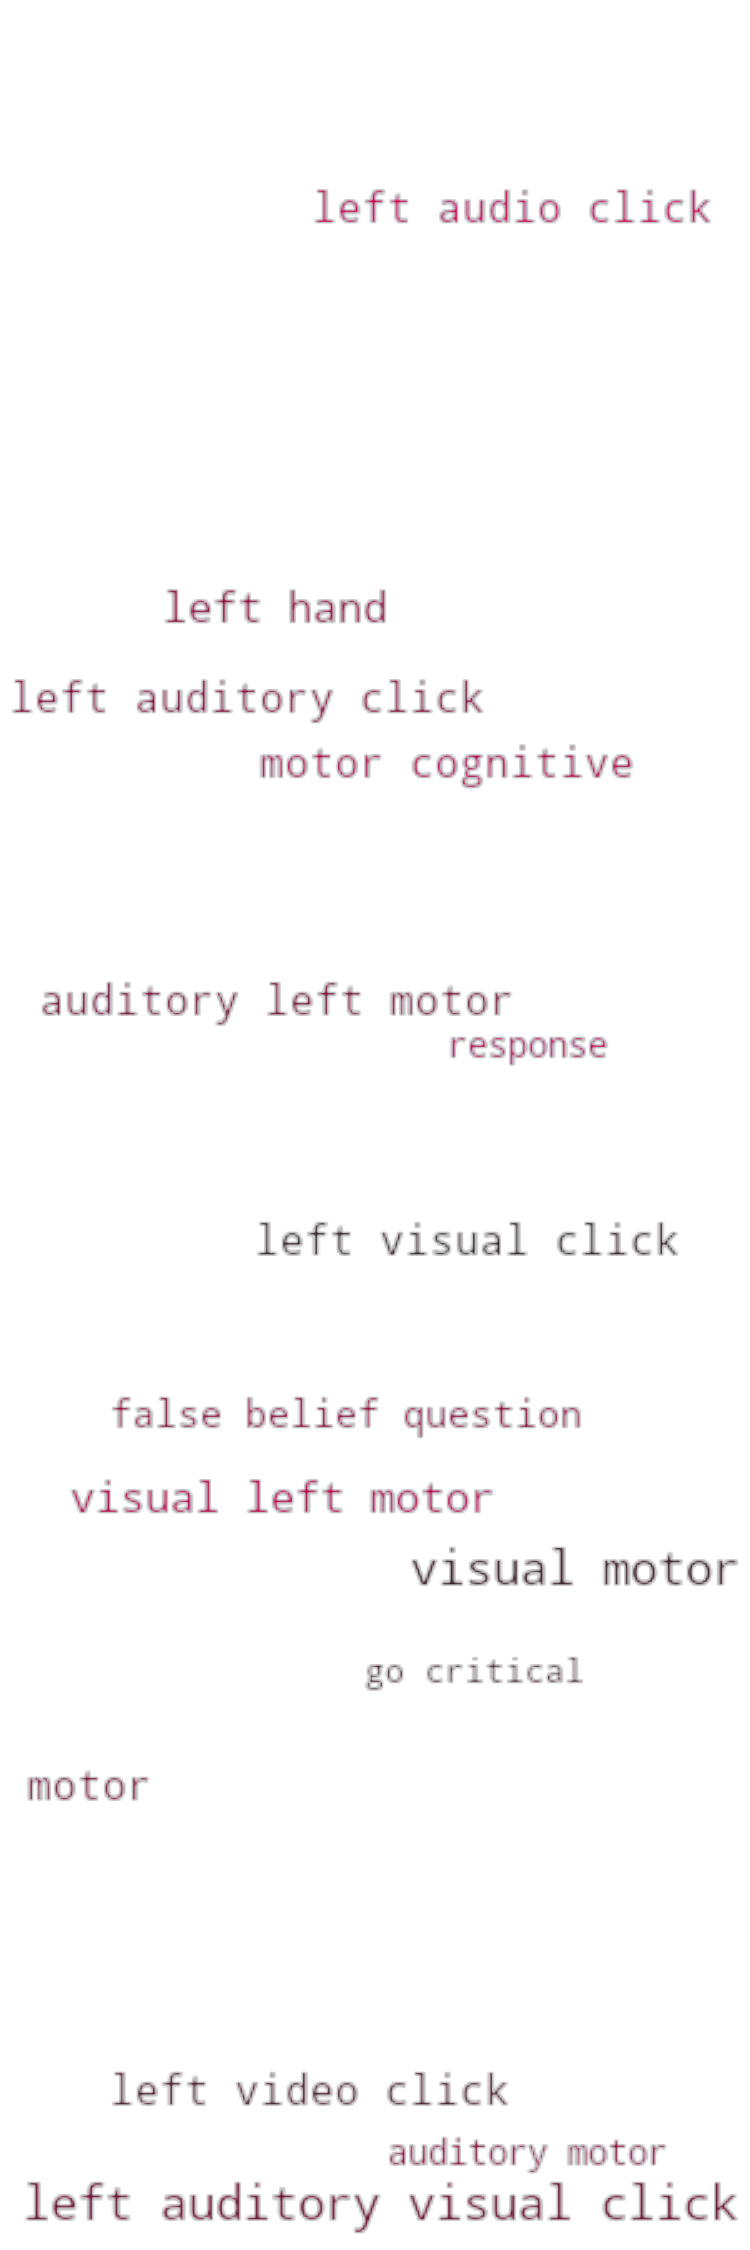 left audio click
left hand
left auditory click
motor cognitive
auditory left motor
response
left visual click
false belief question
visual left motor
visual motor
go critical
motor
left video click
auditory motor
left auditory visual click